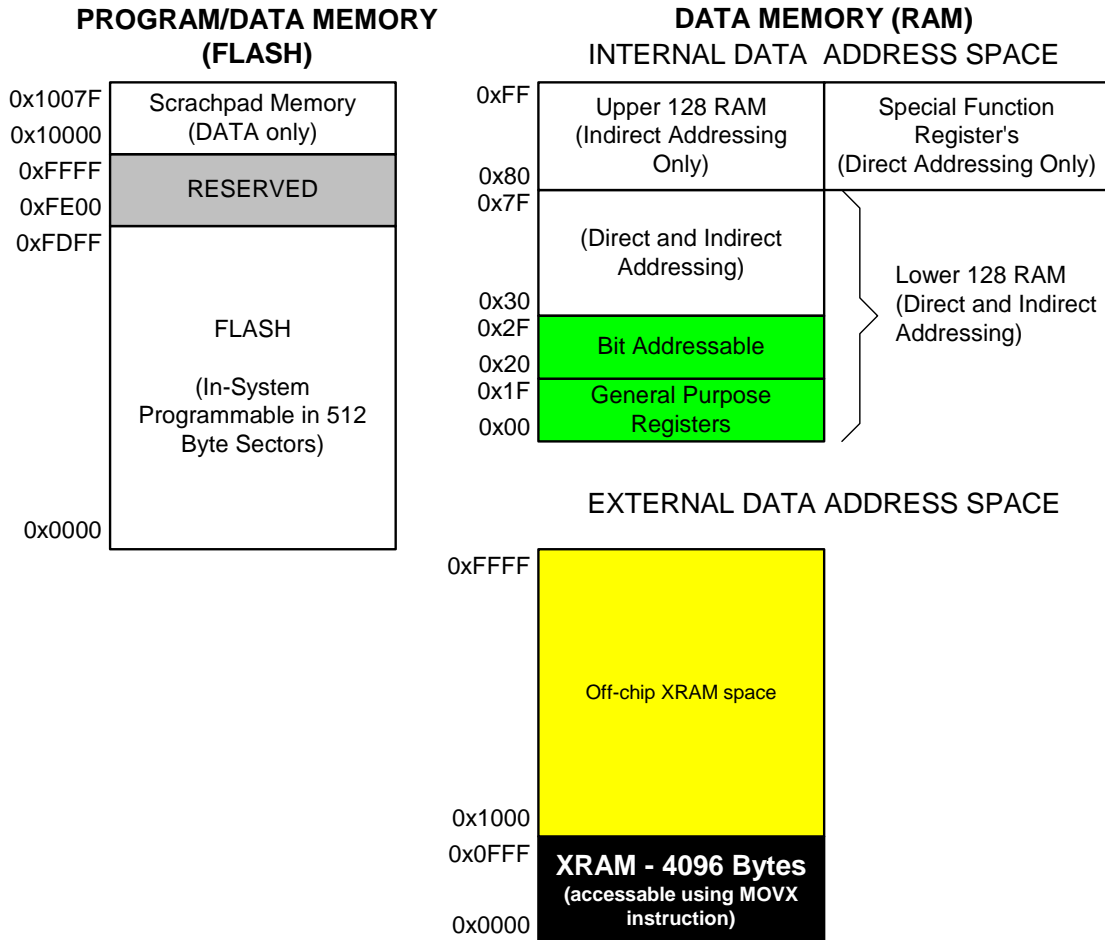 PROGRAM/DATA MEMORY
(FLASH)
0x1007F
Scrachpad Memory
0x10000
(DATA only)
0xFFFF
RESERVED
0xFE00
0xFDFF
FLASH
(In-System
Programmable in 512
Byte Sectors)
0x0000
DATA MEMORY (RAM)
INTERNAL DATA ADDRESS SPACE
0xFF
Upper 128 RAM
(Indirect Addressing
Only)
Special Function
Register's
(Direct Addressing Only)
0x80
0x7F
(Direct and Indirect
Addressing)
Lower 128 RAM
(Direct and Indirect
Addressing)
0x30
0x2F
Bit Addressable
0x20
0x1F
General Purpose
Registers
0x00
EXTERNAL DATA ADDRESS SPACE
0xFFFF
Off-chip XRAM space
0x1000
0x0FFF
XRAM - 4096 Bytes
(accessable using MOVX
instruction)
0x0000